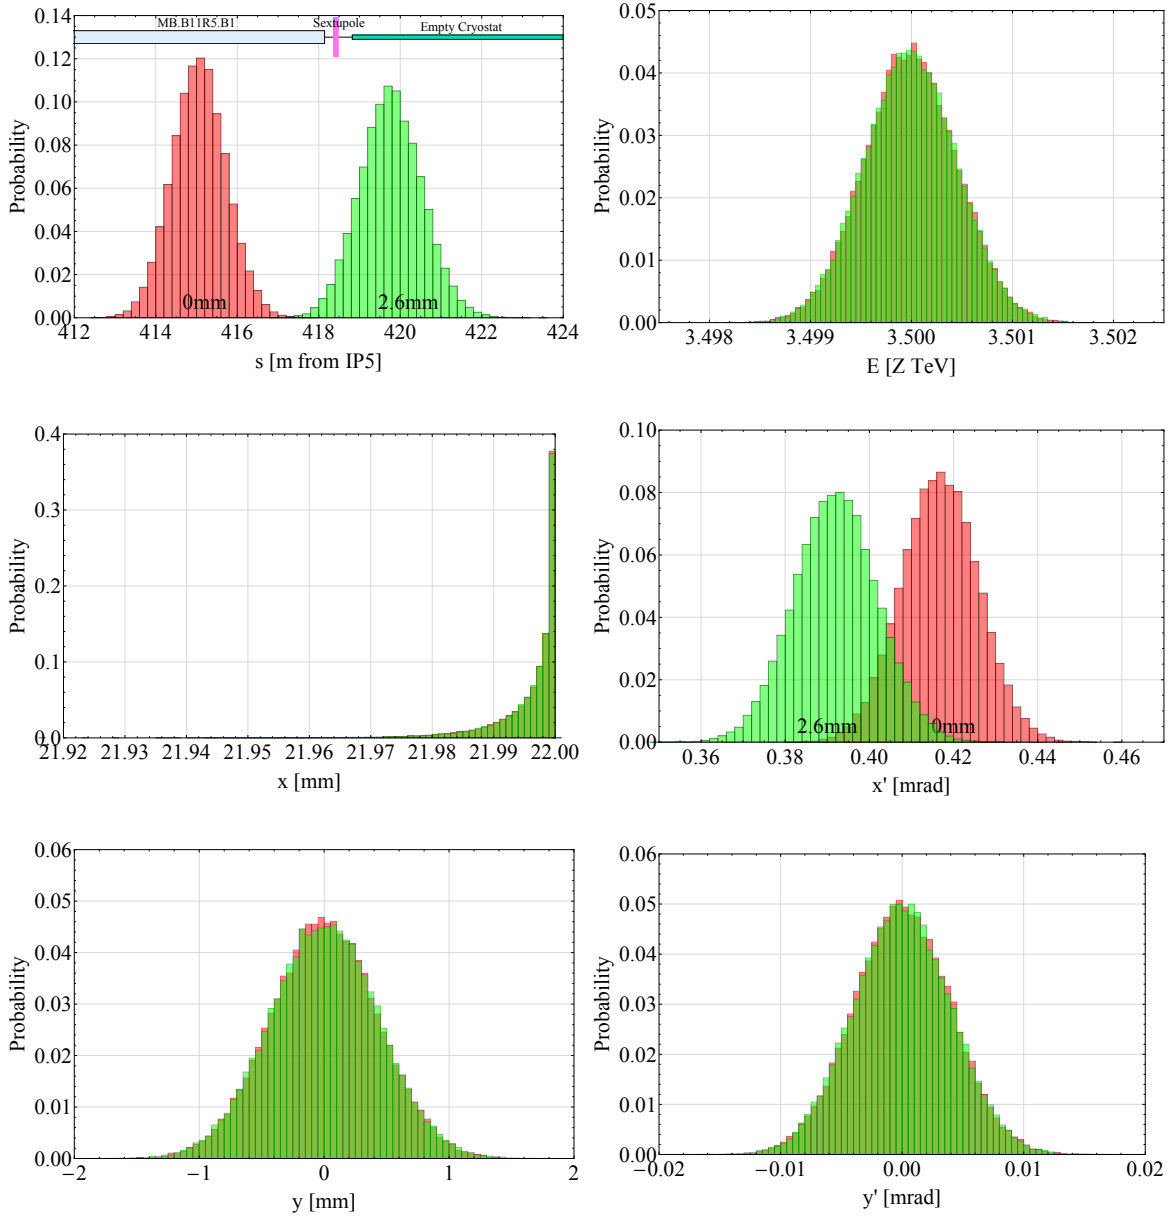 MB.B11R5.B1 Sextupole Empty Cryostat
0.14
0.12
0.10
0.08
0.06
0.04
0.02
0.00
Probability
0mm 2.6mm
412 414 416 418 420 422 424
s [m from IP5]
0.05
0.04
0.03
0.02
0.01
0.00
Probability
3.498 3.499 3.500 3.501 3.502
E [Z TeV]
0.4
0.3
0.2
0.1
0.0
Probability
21.92 21.93 21.94 21.95 21.96 21.97 21.98 21.99 22.00
x [mm]
0.10
0.08
0.06
0.04
0.02
0.00
Probability
2.6mm 0mm
0.36 0.38 0.40 0.42 0.44 0.46
x' [mrad]
0.06
0.05
0.04
0.03
0.02
0.01
0.00
Probability
−2 −1 0 1 2
y [mm]
0.06
0.05
0.04
0.03
0.02
0.01
0.00
Probability
−0.02 −0.01 0.00 0.01 0.02
y' [mrad]